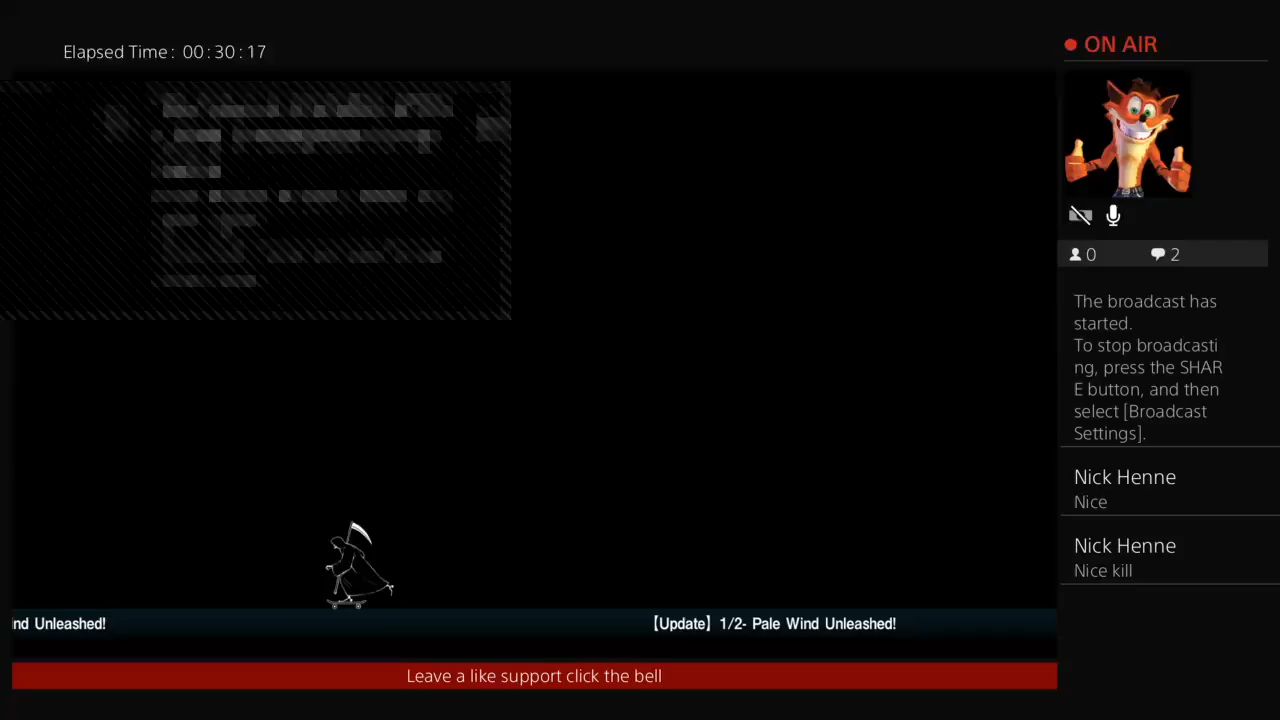 Elapsed Time: 00:30:17
ON AIR
0
2
The broadcast has
started.
To stop broadcasti
ng, press the SHAR
E button, and then
select [Broadcast
Settings].
Nick Henne
Nice
Nick Henne
Nice kill
ind Unleashed!
【Update】1/2- Pale Wind Unleashed!
Leave a like support click the bell